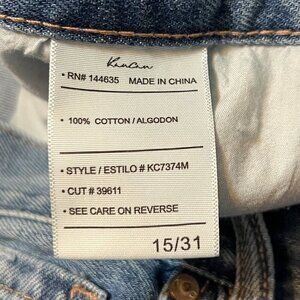 KanCan
• RN# 144635 MADE IN CHINA
• 100% COTTON / ALGODON
• STYLE / ESTILO # KC7374M
• CUT # 39611
• SEE CARE ON REVERSE
15/31